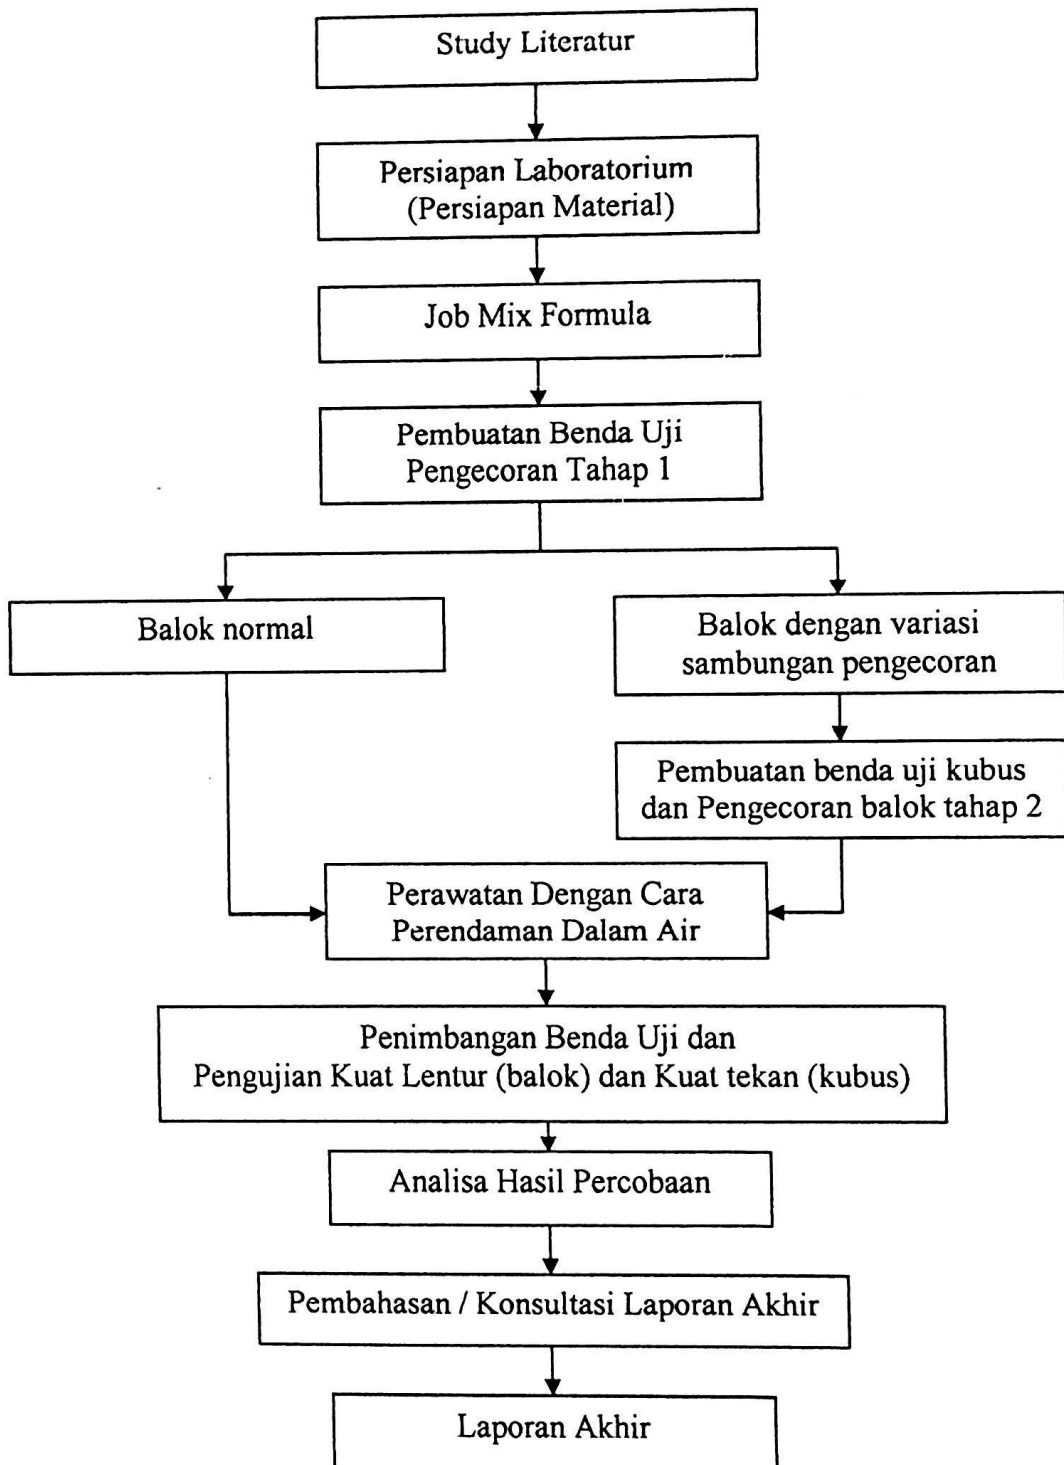 Study Literatur
Persiapan Laboratorium
(Persiapan Material)
Job Mix Formula
Pembuatan Benda Uji
Pengecoran Tahap 1
Balok normal
Balok dengan variasi
sambungan pengecoran
Pembuatan benda uji kubus
dan Pengecoran balok tahap 2
Perawatan Dengan Cara
Perendaman Dalam Air
Penimbangan Benda Uji dan
Pengujian Kuat Lentur (balok) dan Kuat tekan (kubus)
Analisa Hasil Percobaan
Pembahasan / Konsultasi Laporan Akhir
Laporan Akhir